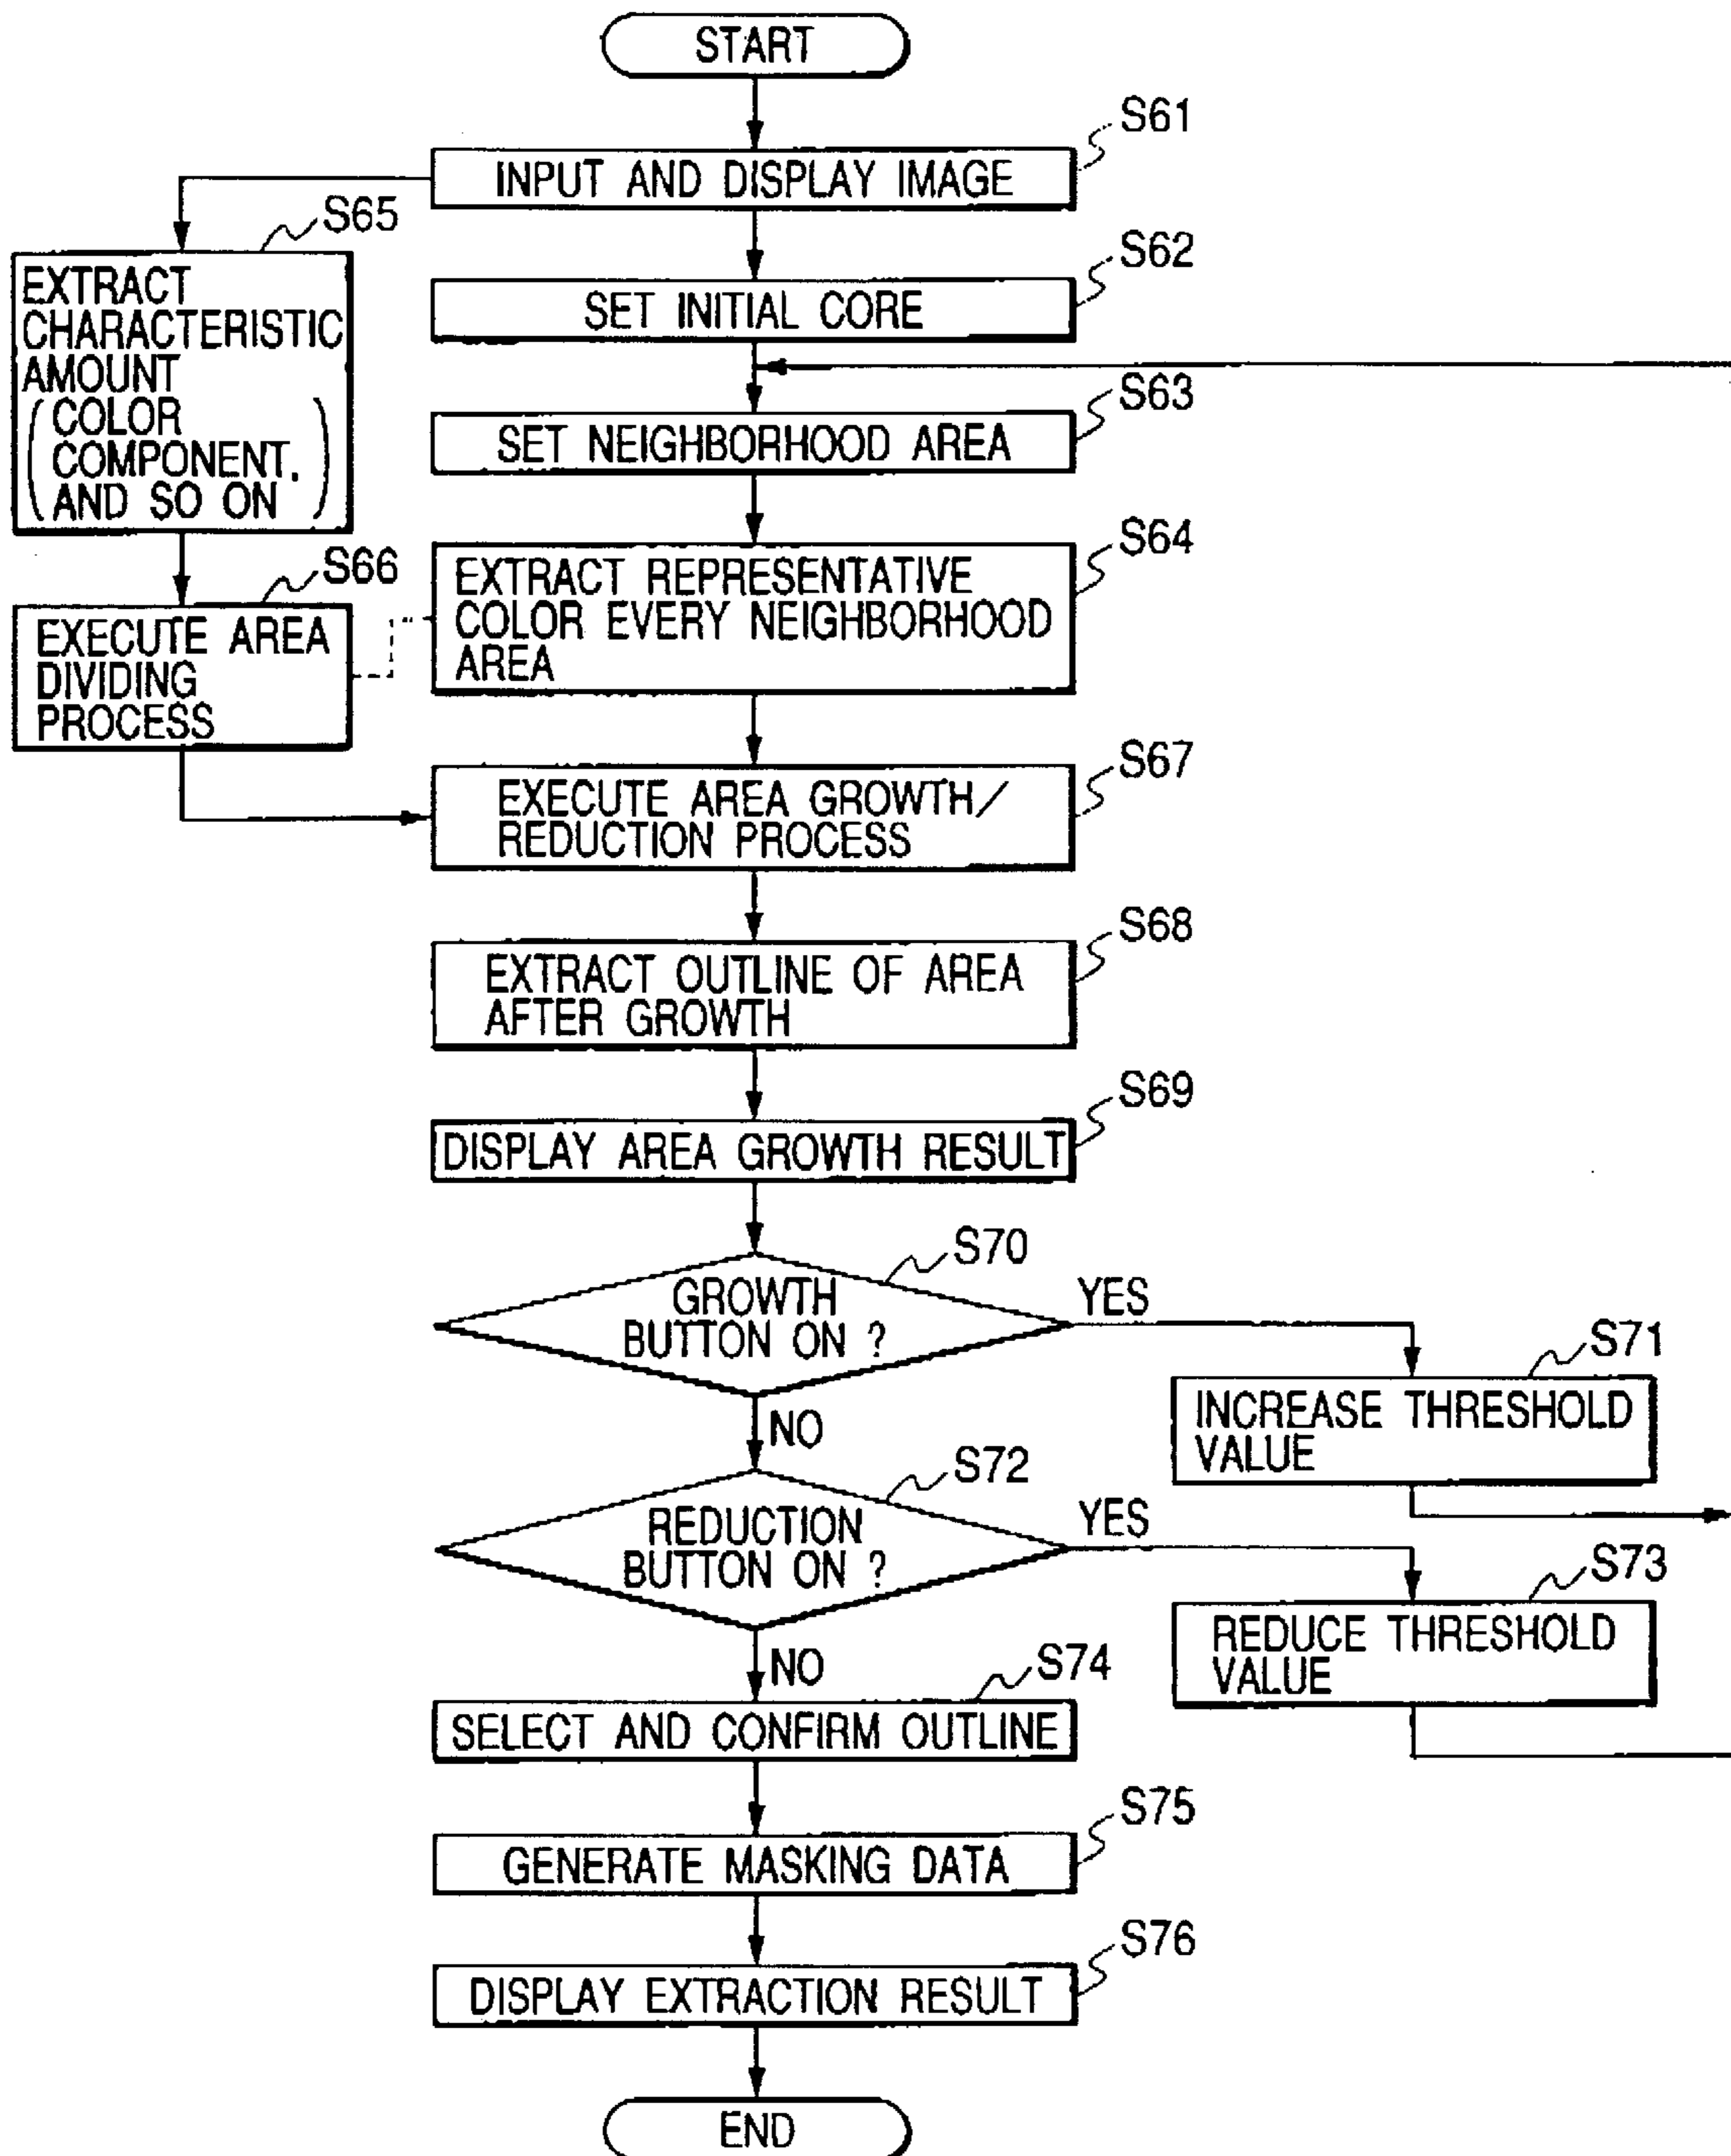 START
S61
INPUT AND DISPLAY IMAGE
S65
EXTRACT
CHARACTERISTIC
AMOUNT
(COLOR
COMPONENT,
AND SO ON)
S62
SET INITIAL CORE
S63
SET NEIGHBORHOOD AREA
S64
EXTRACT REPRESENTATIVE
COLOR EVERY NEIGHBORHOOD
AREA
S66
EXECUTE AREA
DIVIDING
PROCESS
S67
EXECUTE AREA GROWTH/
REDUCTION PROCESS
S68
EXTRACT OUTLINE OF AREA
AFTER GROWTH
S69
DISPLAY AREA GROWTH RESULT
S70
GROWTH
BUTTON ON ?
YES
S71
INCREASE THRESHOLD
VALUE
NO
S72
REDUCTION
BUTTON ON ?
YES
S73
REDUCE THRESHOLD
VALUE
NO
S74
SELECT AND CONFIRM OUTLINE
S75
GENERATE MASKING DATA
S76
DISPLAY EXTRACTION RESULT
END